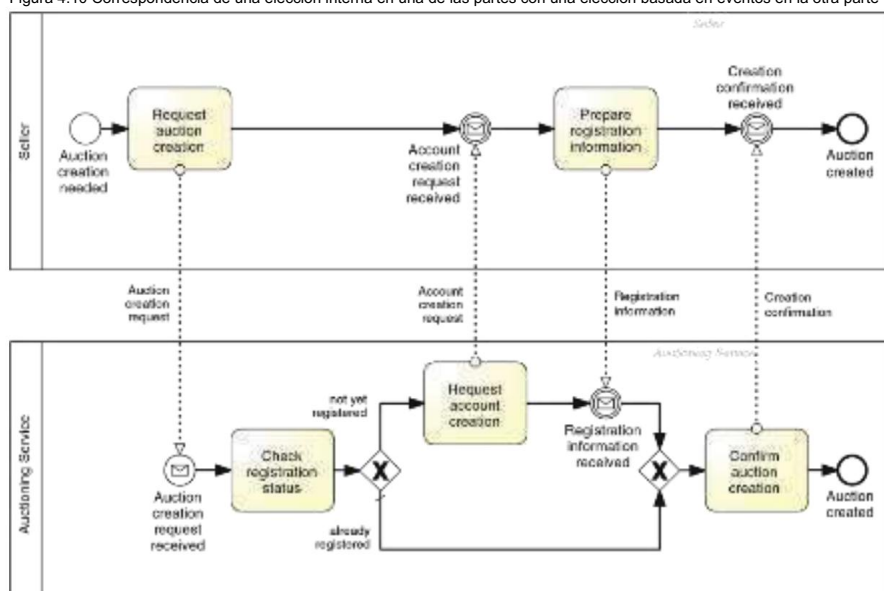 Figura 4.16 Correspondencia de una elección interna en una de las partes con una elección basada en eventos en la otra parte
Seller
Seller
Request
auction
creation
Auction
creation
needed
Account
creation
request
received
Prepare
registration
information
Creation
confirmation
received
Auction
created
Auction
creation
request
Account
creation
request
Registration
information
Creation
confirmation
Auctioning Service
Auctioning Service
Auction
creation
request
received
Check
registration
status
not yet
registered
already
registered
Request
account
creation
Registration
information
received
Confirm
auction
creation
Auction
created